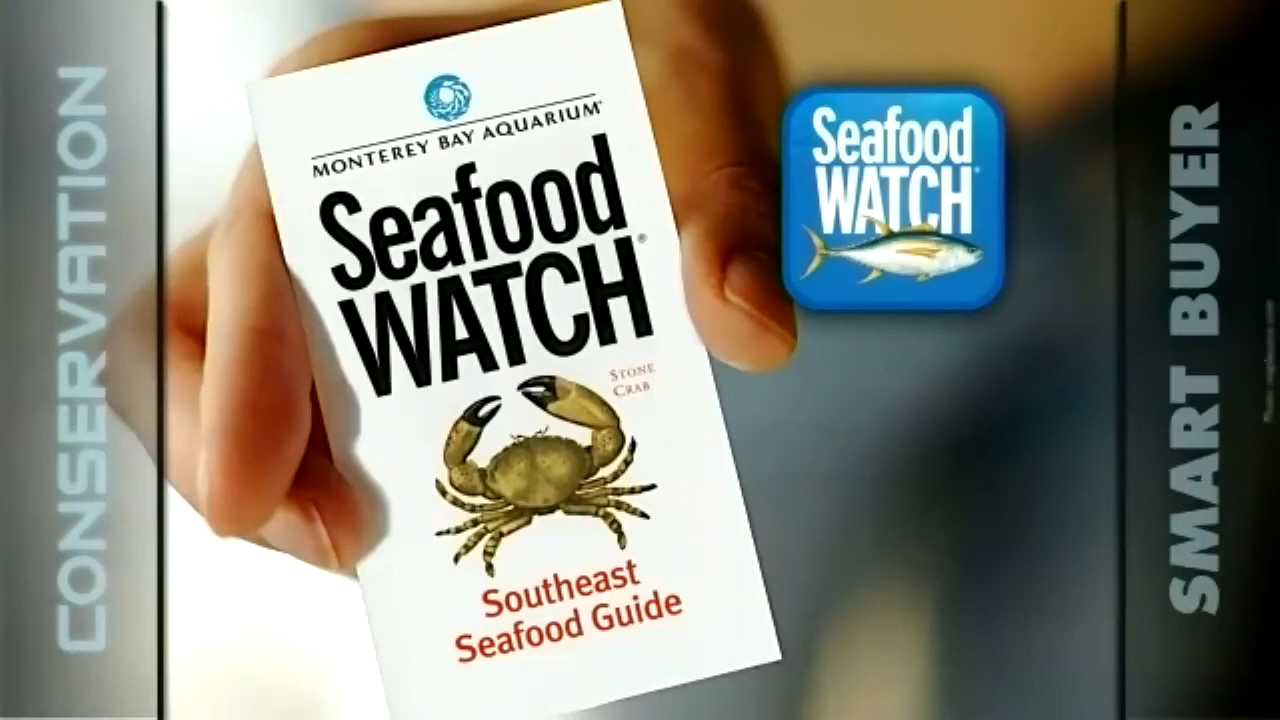 CONSERVATION
MONTEREY BAY AQUARIUM
Seafood
WATCH®
STONE
CRAB
Southeast
Seafood Guide
Seafood
WATCH
SMART BUYER